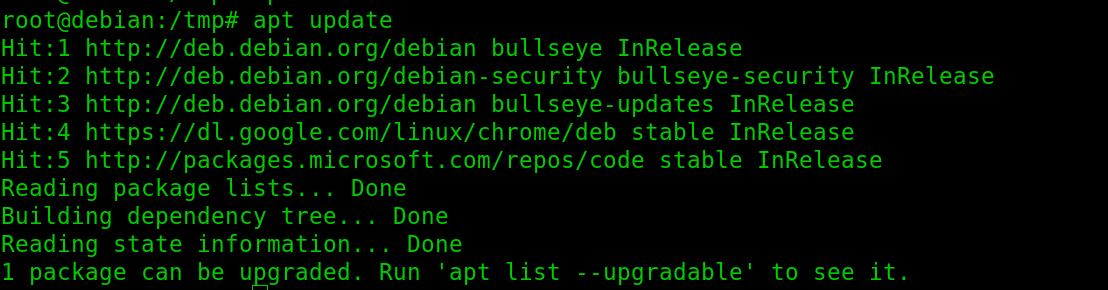 root@debian:/tmp# apt update
Hit:1 http://deb.debian.org/debian bullseye InRelease
Hit:2 http://deb.debian.org/debian-security bullseye-security InRelease
Hit:3 http://deb.debian.org/debian bullseye-updates InRelease
Hit:4 https://dl.google.com/linux/chrome/deb stable InRelease
Hit:5 http://packages.microsoft.com/repos/code stable InRelease
Reading package lists... Done
Building dependency tree... Done
Reading state information... Done
1 package can be upgraded. Run 'apt list --upgradable' to see it.